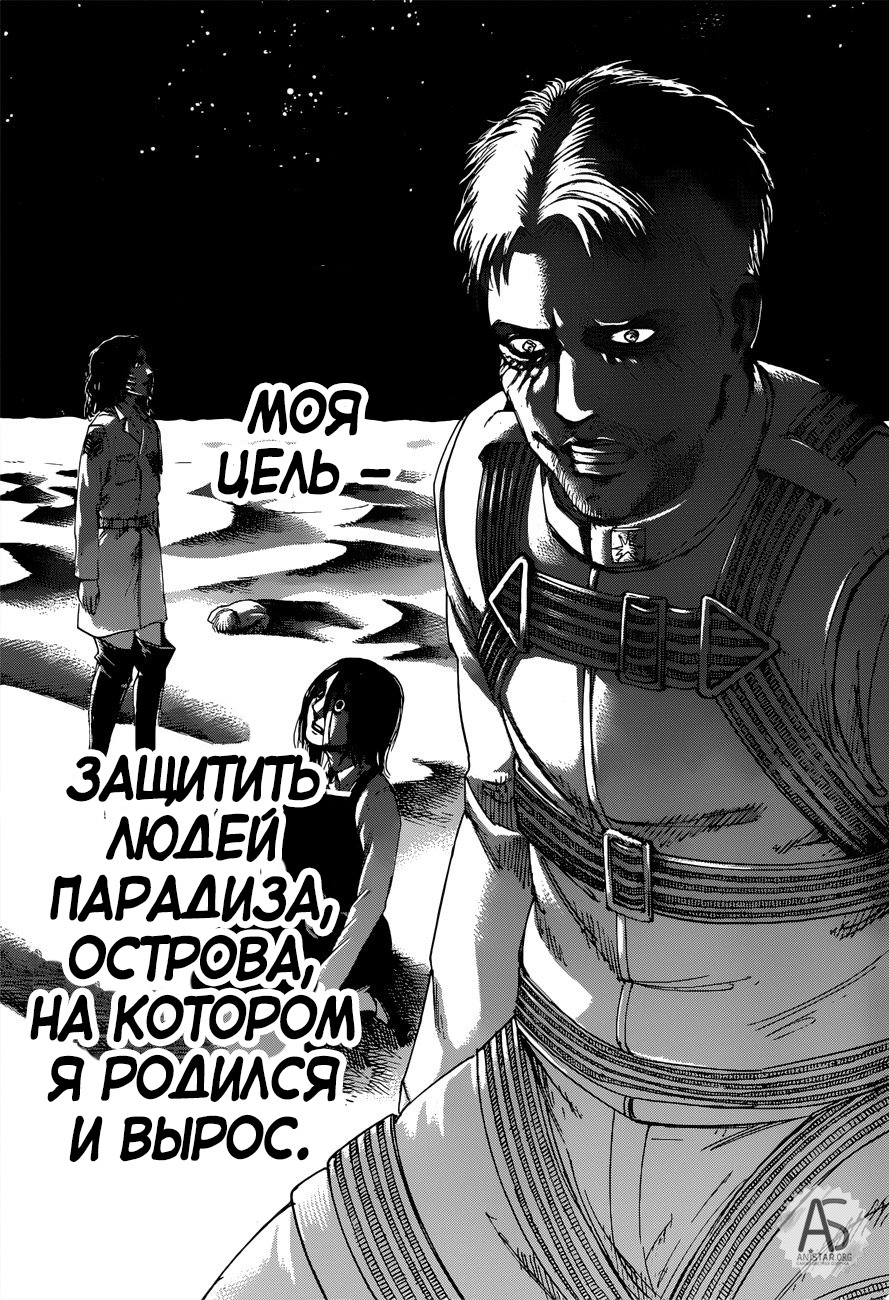 МОЯ
ЦЕЛЬ –
ЗАЩИТИТЬ
ЛЮДЕЙ
ПАРАДИЗА,
ОСТРОВА,
НА КОТОРОМ
Я РОДИЛСЯ
И ВЫРОС.
AS
ANISTAR.ORG